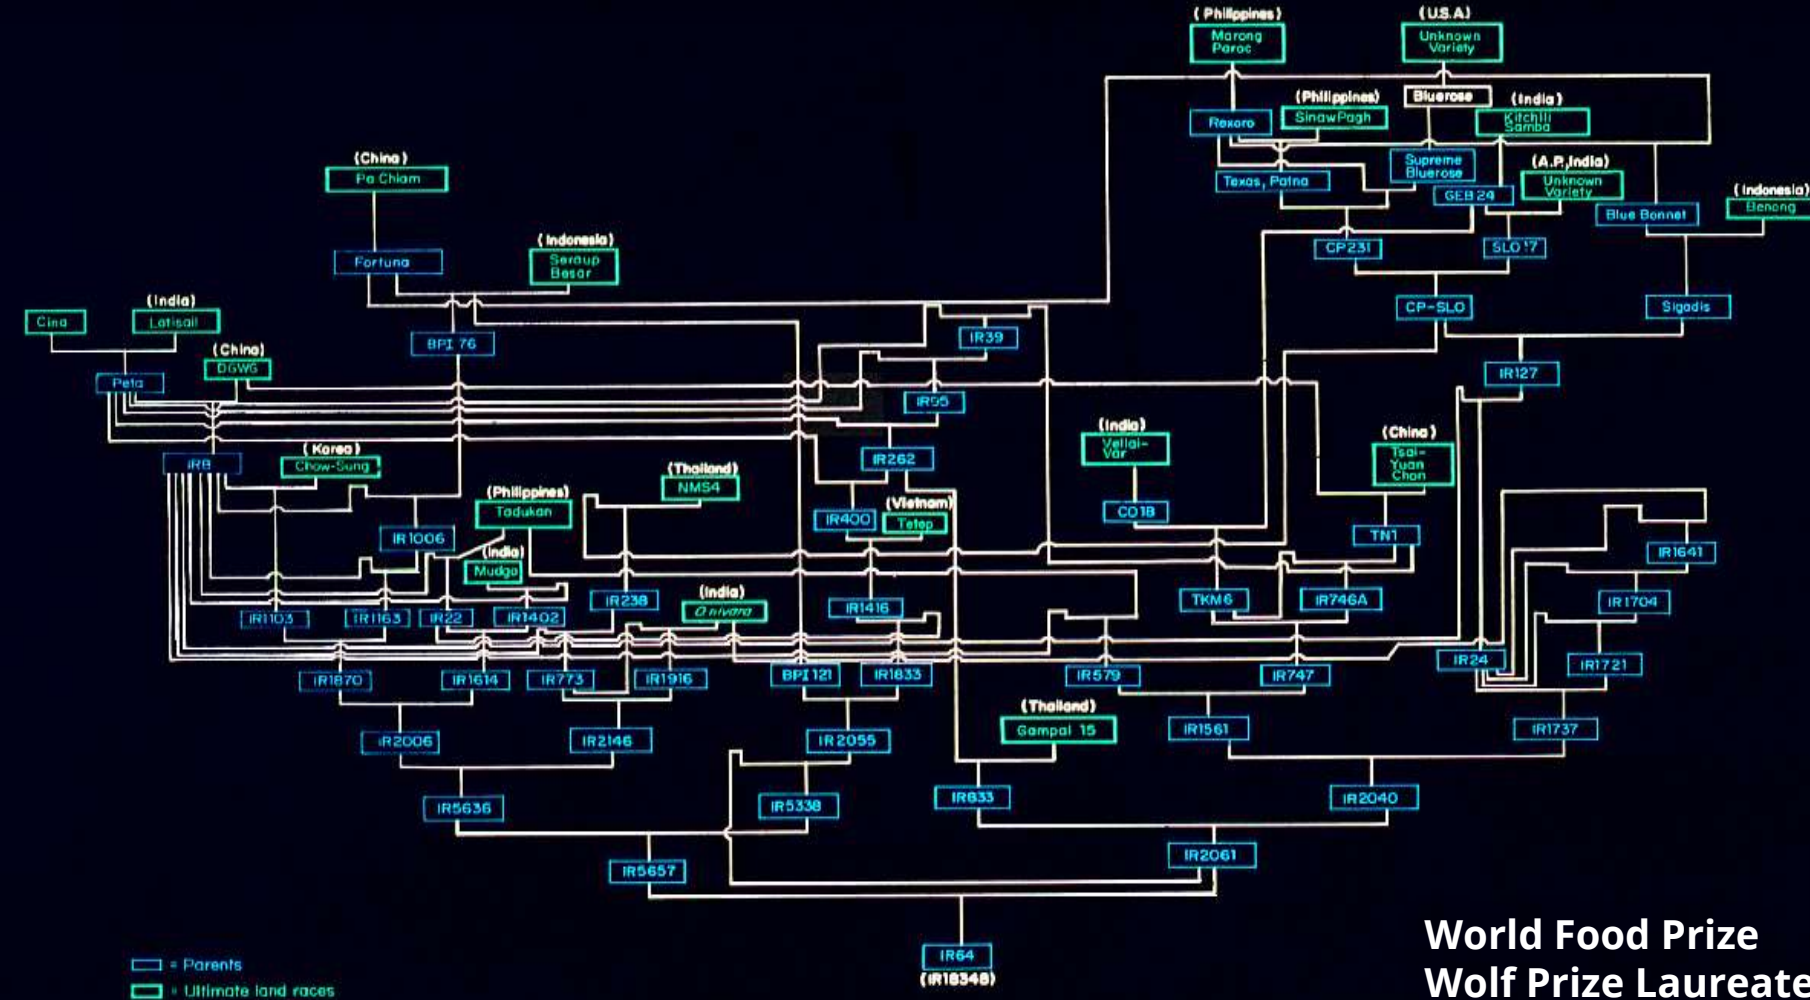 (Philippines)
Marong
Paroc
(U.S.A)
Unknown
Variety
Bluerose
(Philippines)
SinawPagh
(India)
Kitchili
Samba
Rexoro
(China)
Pa Chiam
Supreme
Bluerose
(A.P.,India)
Unknown
Variety
Texas, Patna
GEB 24
(Indonesia)
Benong
Blue Bonnet
(Indonesia)
Seraup
Besar
Fortuna
CP231
SLO 17
(India)
Latisail
Cina
CP-SLO
Sigadis
BPI 76
IR39
(China)
DGWG
Peta
IR127
IR95
(India)
Vellai-
Var
(China)
Tsai-
Yuan
Chon
(Korea)
Chow-Sung
IR8
IR262
(Thailand)
NMS4
(Philippines)
Tadukan
(Vietnam)
Tetep
IR400
CO18
TN1
IR1006
IR1641
(India)
Mudgo
IR238
(India)
O nivara
IR1416
TKM6
IR746A
IR1704
IR1103
IR1163
IR22
IR1402
IR24
IR1721
IR1870
IR1614
IR773
IR1916
BPI 121
IR1833
IR579
IR747
(Thailand)
Gampai 15
IR1561
IR1737
IR2006
IR2146
IR2055
IR5636
IR5338
IR833
IR2040
IR5657
IR2061
IR64
(IR18348)
= Parents
= Ultimate land races
World Food Prize
Wolf Prize Laureate